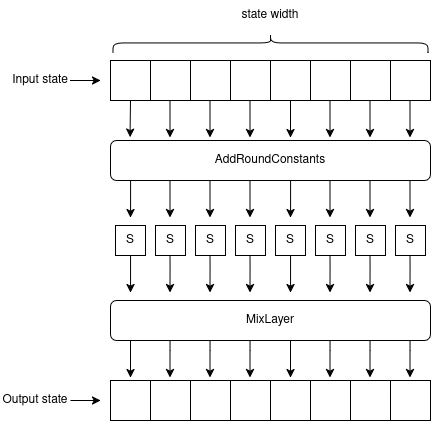 state width
Input state
AddRoundConstants
S S S S S S S S
MixLayer
Output state